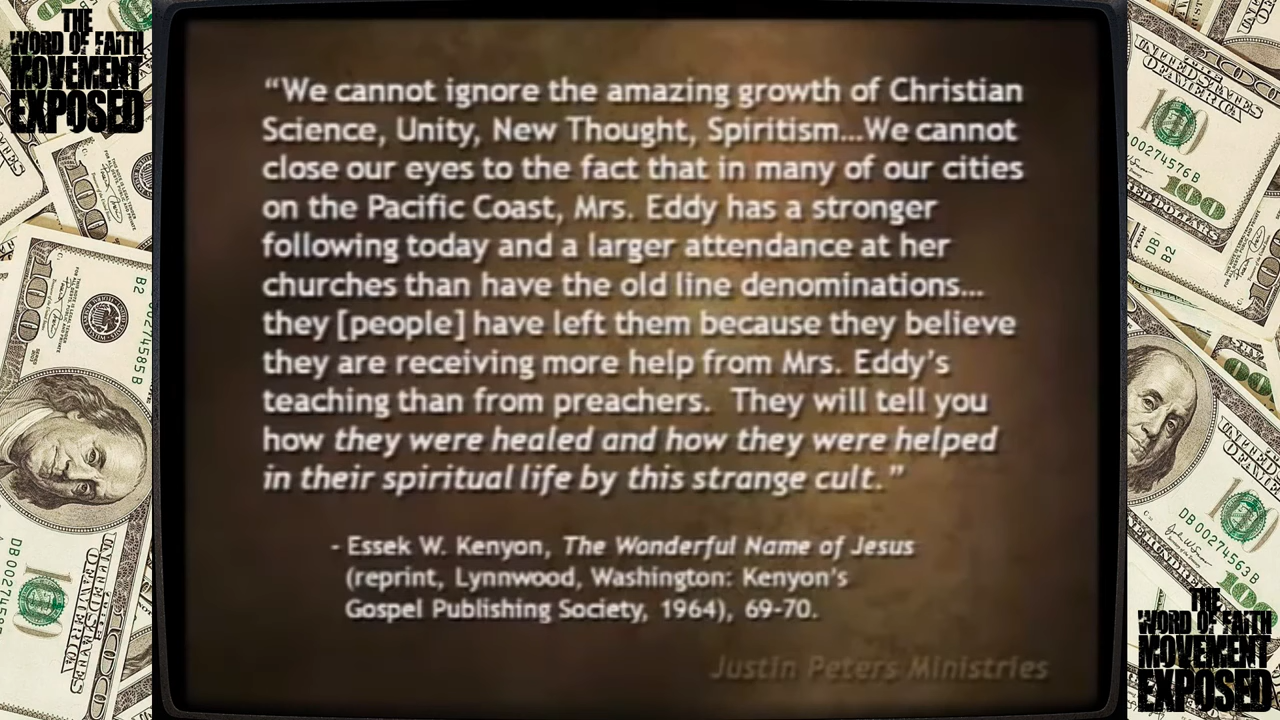 THE
WORD OF FAITH
MOVEMENT
EXPOSED
“We cannot ignore the amazing growth of Christian
Science, Unity, New Thought, Spiritism…We cannot
close our eyes to the fact that in many of our cities
on the Pacific Coast, Mrs. Eddy has a stronger
following today and a larger attendance at her
churches than have the old line denominations…
they [people] have left them because they believe
they are receiving more help from Mrs. Eddy’s
teaching than from preachers.  They will tell you
how they were healed and how they were helped
in their spiritual life by this strange cult.”
- Essek W. Kenyon, The Wonderful Name of Jesus
(reprint, Lynnwood, Washington: Kenyon’s
Gospel Publishing Society, 1964), 69-70.
Justin Peters Ministries
THE
WORD OF FAITH
MOVEMENT
EXPOSED